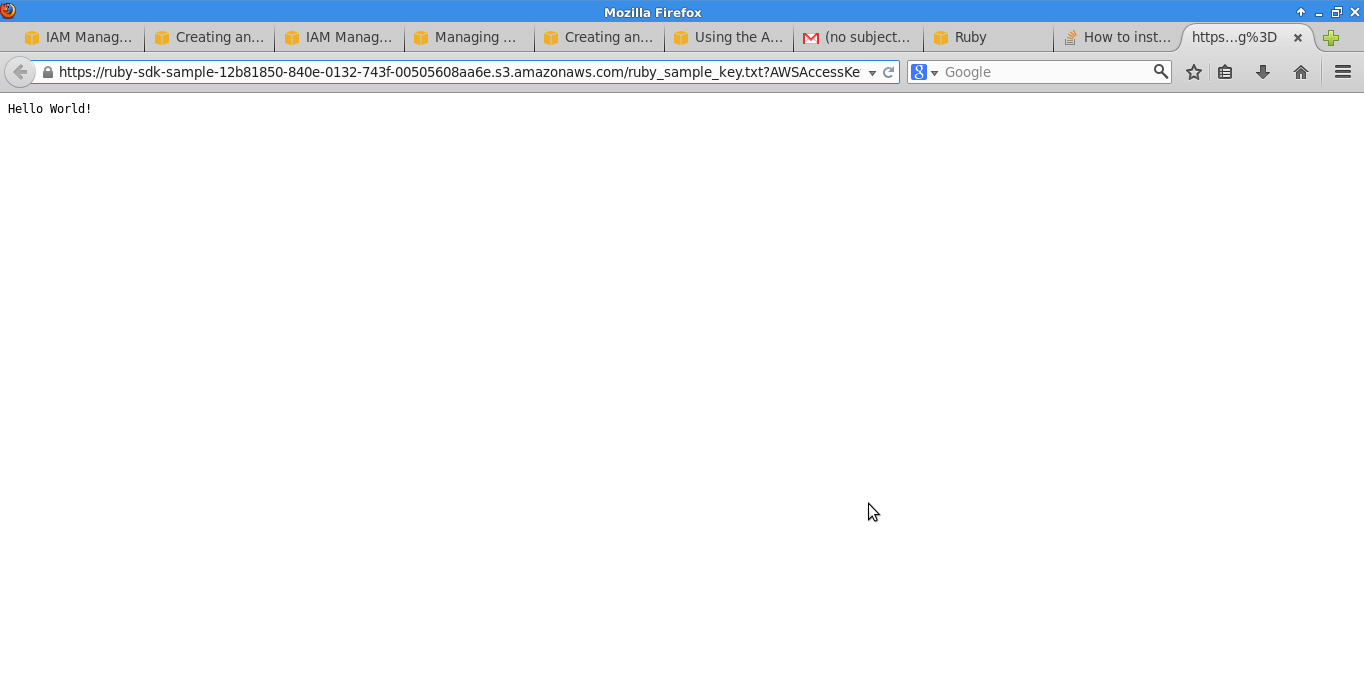 Mozilla Firefox
IAM Manag... Creating an... IAM Manag... Managing ... Creating an... Using the A... (no subject... Ruby How to inst... https...g%3D
https://ruby-sdk-sample-12b81850-840e-0132-743f-00505608aa6e.s3.amazonaws.com/ruby_sample_key.txt?AWSAccessKe 8 Google
Hello World!